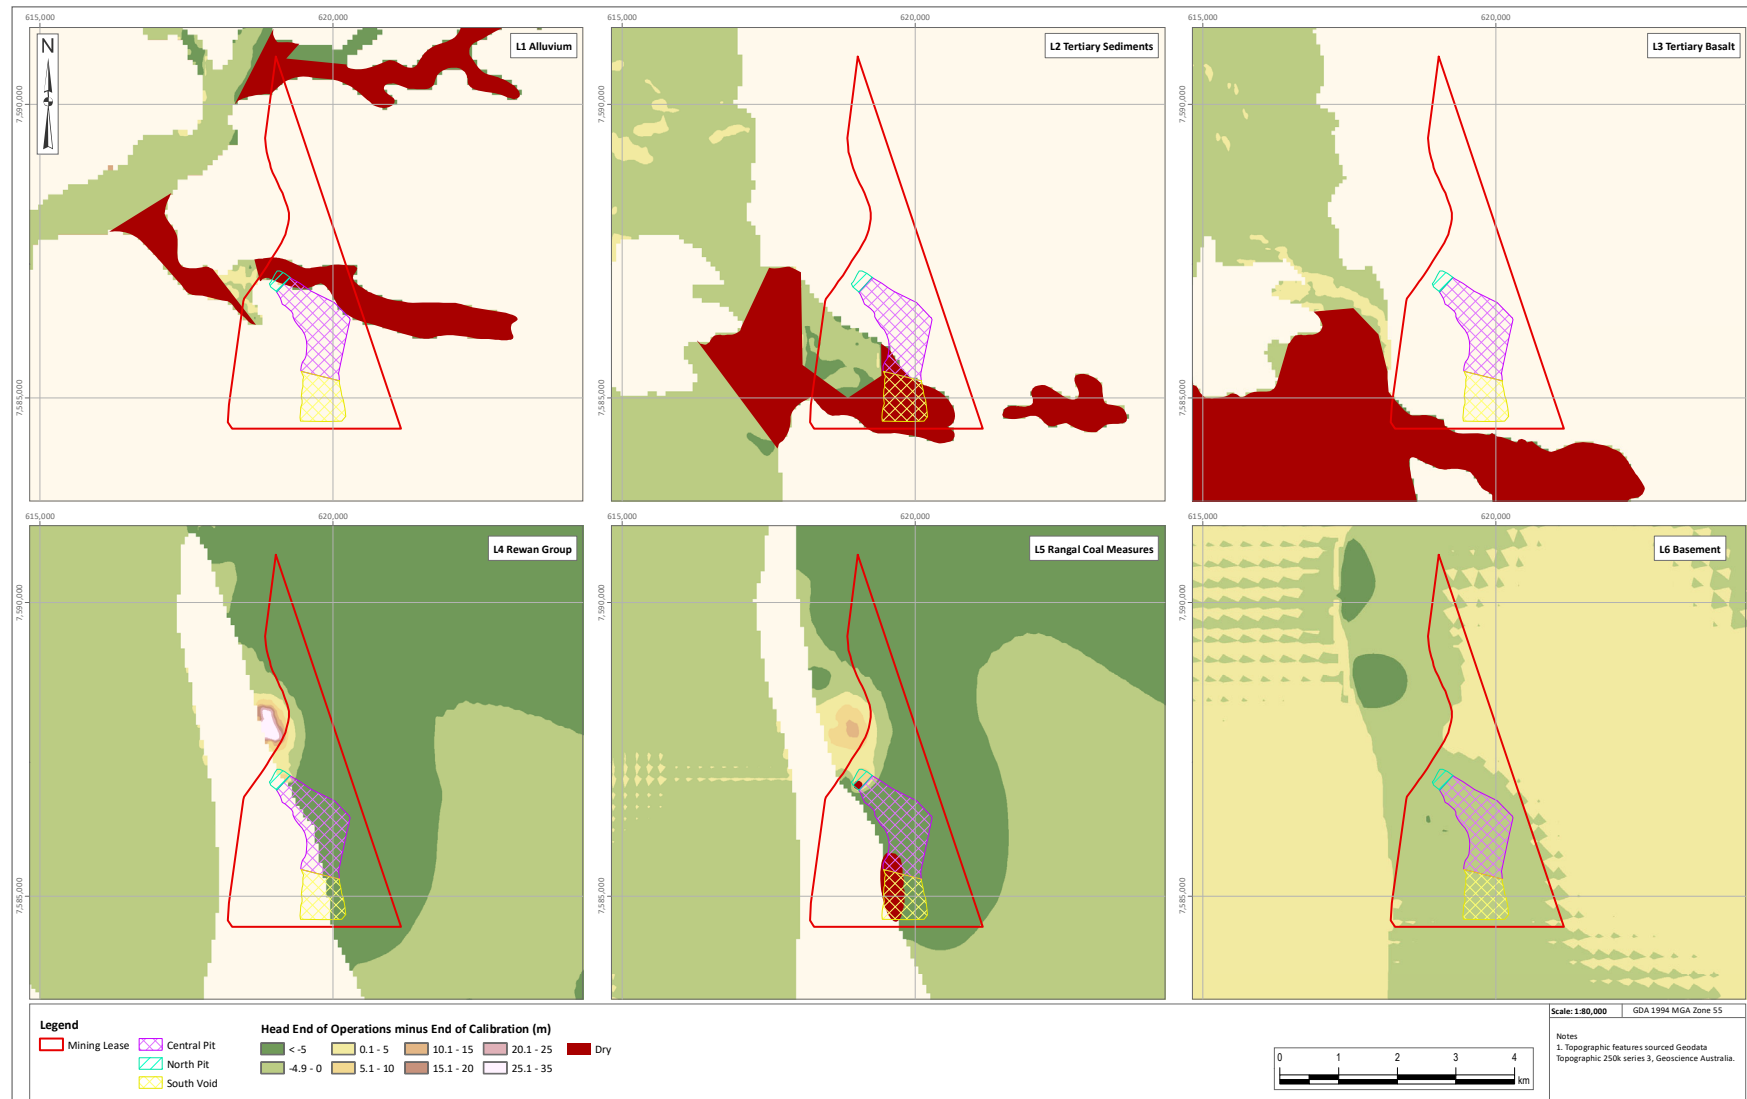 615,000 620,000 615,000 620,000 615,000 620,000
N
L1 Alluvium
L2 Tertiary Sediments
L3 Tertiary Basalt
7,590,000 7,590,000 7,590,000
7,585,000 7,585,000 7,585,000
615,000 620,000 615,000 620,000 615,000 620,000
L4 Rewan Group
L5 Rangal Coal Measures
L6 Basement
7,590,000 7,590,000 7,590,000
7,585,000 7,585,000 7,585,000
Legend
Mining Lease
Central Pit
North Pit
South Void
Head End of Operations minus End of Calibration (m)
< -5
-4.9 - 0
0.1 - 5
5.1 - 10
10.1 - 15
15.1 - 20
20.1 - 25
25.1 - 35
Dry
0 1 2 3 4
km
Scale: 1:80,000
GDA 1994 MGA Zone 55
Notes
1. Topographic features sourced Geodata
Topographic 250k series 3, Geoscience Australia.